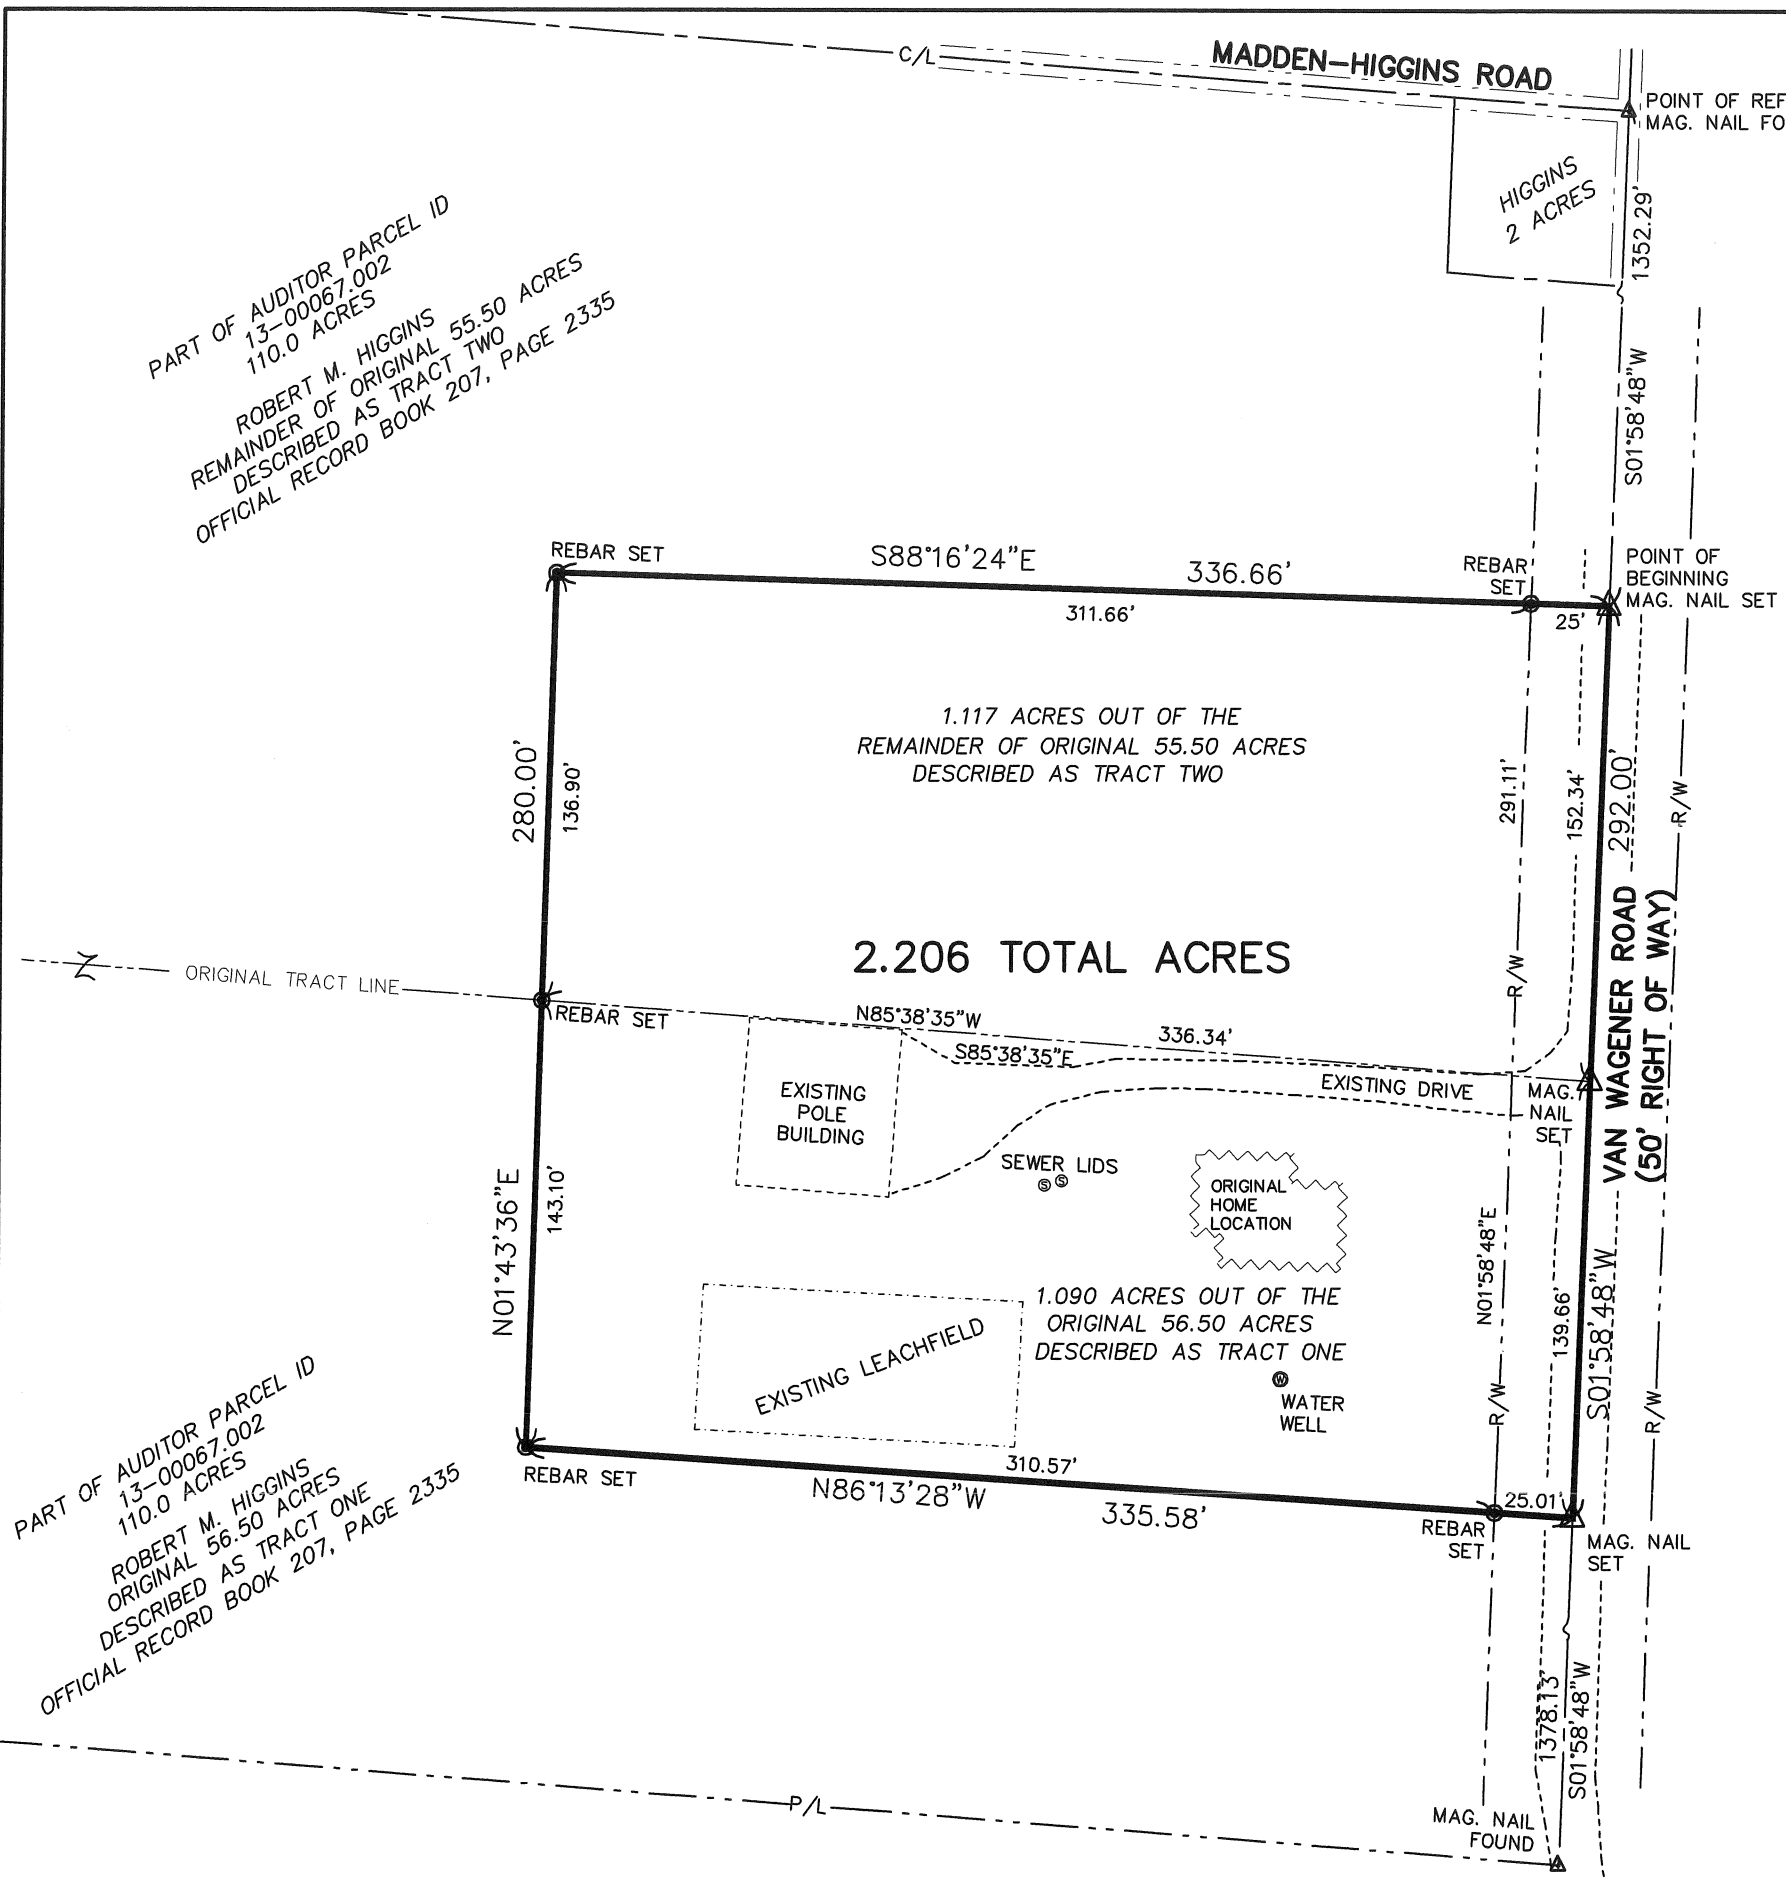 C/L
MADDEN-HIGGINS ROAD
POINT OF REF
MAG. NAIL FO
HIGGINS
2 ACRES
1352.29'
S01°58'48"W
PART OF AUDITOR PARCEL ID
13-00067.002
110.0 ACRES
ROBERT M. HIGGINS
REMAINDER OF ORIGINAL 55.50 ACRES
DESCRIBED AS TRACT TWO
OFFICIAL RECORD BOOK 207, PAGE 2335
REBAR SET
S88°16'24"E
336.66'
311.66'
REBAR
SET
25'
POINT OF
BEGINNING
MAG. NAIL SET
1.117 ACRES OUT OF THE
REMAINDER OF ORIGINAL 55.50 ACRES
DESCRIBED AS TRACT TWO
280.00'
136.90'
291.11'
152.34'
292.00'
R/W
R/W
VAN WAGENER ROAD
(50' RIGHT OF WAY)
2.206 TOTAL ACRES
Z
ORIGINAL TRACT LINE
REBAR SET
N85°38'35"W
336.34'
S85°38'35"E
EXISTING DRIVE
MAG.
NAIL
SET
EXISTING
POLE
BUILDING
SEWER LIDS
S S
ORIGINAL
HOME
LOCATION
N01°43'36"E
143.10'
N01°58'48"E
139.66'
S01°58'48"W
R/W
R/W
1.090 ACRES OUT OF THE
ORIGINAL 56.50 ACRES
DESCRIBED AS TRACT ONE
EXISTING LEACHFIELD
W
WATER
WELL
REBAR SET
310.57'
N86°13'28"W
335.58'
25.01'
REBAR
SET
MAG. NAIL
SET
PART OF AUDITOR PARCEL ID
13-00067.002
110.0 ACRES
ROBERT M. HIGGINS
ORIGINAL 56.50 ACRES
DESCRIBED AS TRACT ONE
OFFICIAL RECORD BOOK 207, PAGE 2335
1378.13'
S01°58'48"W
P/L
MAG. NAIL
FOUND